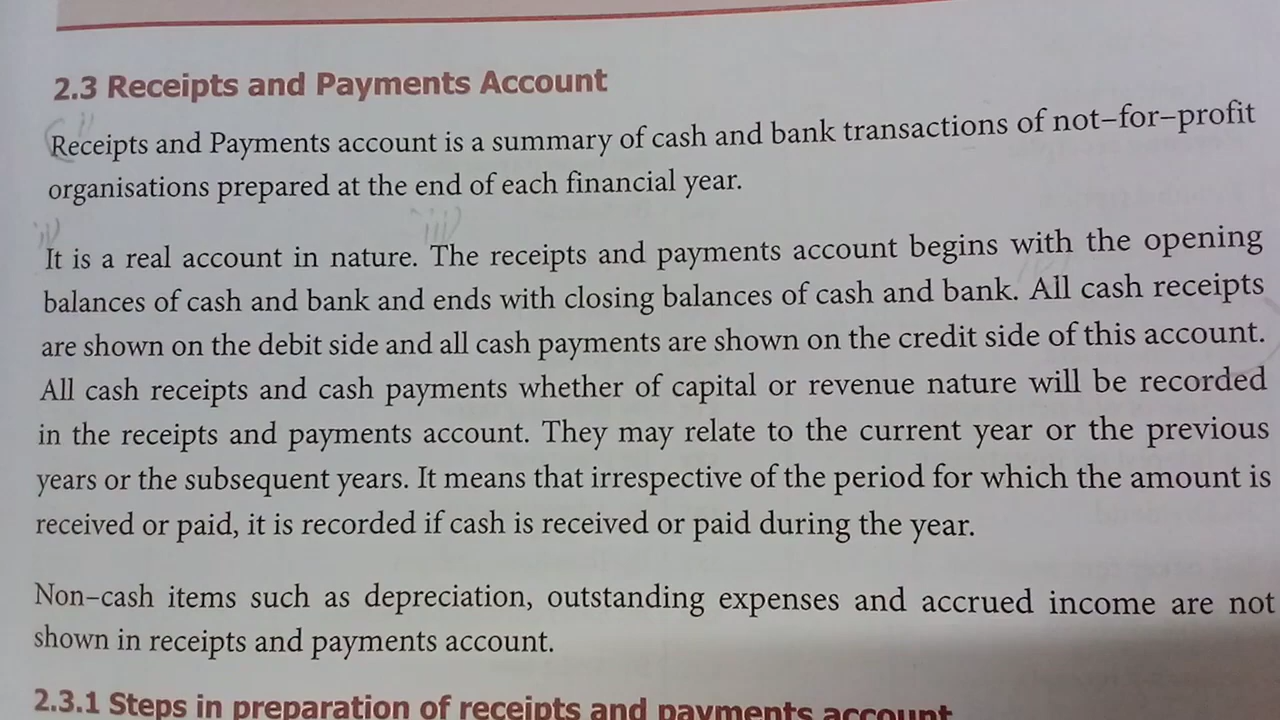 2.3 Receipts and Payments Account
i)
Receipts and Payments account is a summary of cash and bank transactions of not–for–profit
organisations prepared at the end of each financial year.
iii)
It is a real account in nature. The receipts and payments account begins with the opening
balances of cash and bank and ends with closing balances of cash and bank. All cash receipts
are shown on the debit side and all cash payments are shown on the credit side of this account.
All cash receipts and cash payments whether of capital or revenue nature will be recorded
in the receipts and payments account. They may relate to the current year or the previous
years or the subsequent years. It means that irrespective of the period for which the amount is
received or paid, it is recorded if cash is received or paid during the year.
Non–cash items such as depreciation, outstanding expenses and accrued income are not
shown in receipts and payments account.
2.3.1 Steps in preparation of receipts and payments account